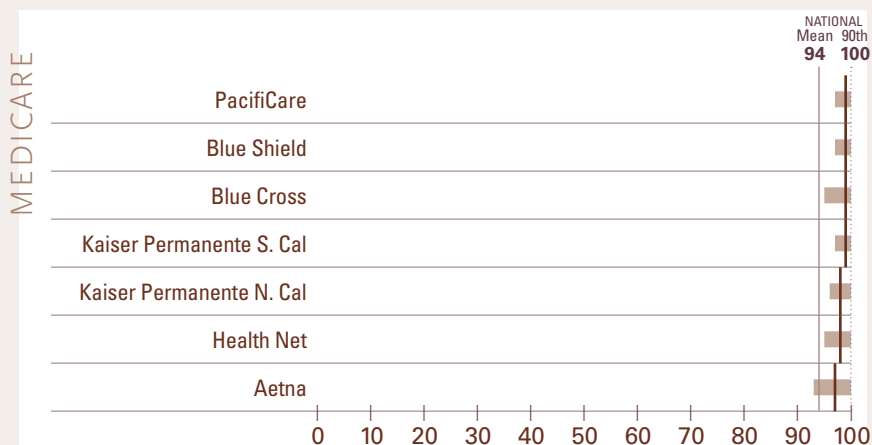 NATIONAL
Mean 90th
94 100
MEDICARE
PacifiCare
Blue Shield
Blue Cross
Kaiser Permanente S. Cal
Kaiser Permanente N. Cal
Health Net
Aetna
0 10 20 30 40 50 60 70 80 90 100